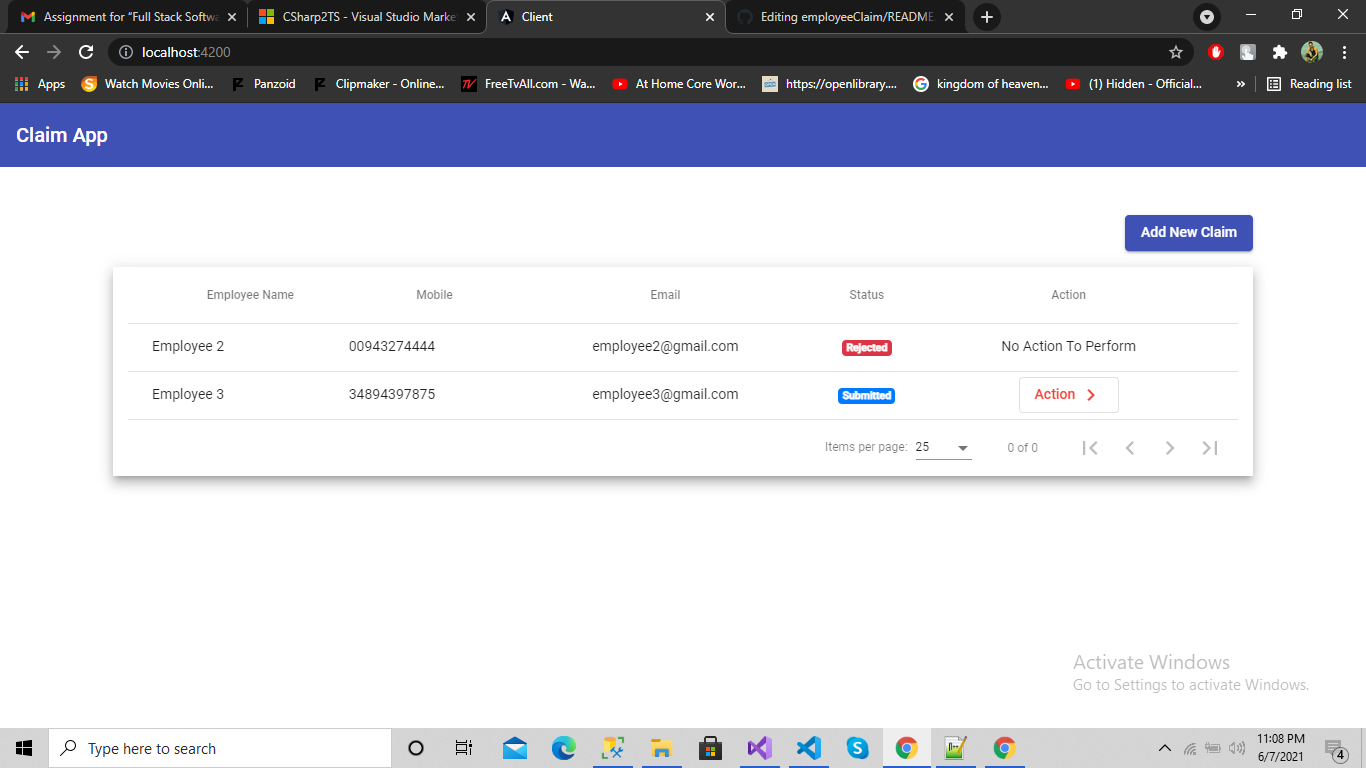 Assignment for “Full Stack Softwa
CSharp2TS - Visual Studio Marke
Client
Editing employeeClaim/README.
localhost:4200
Apps
Watch Movies Onli...
Panzoid
Clipmaker - Online...
FreeTvAll.com - Wa...
At Home Core Wor...
https://openlibrary....
kingdom of heaven...
(1) Hidden - Official...
»
Reading list
Claim App
Add New Claim
Employee Name Mobile Email Status Action
Employee 2 00943274444 employee2@gmail.com Rejected No Action To Perform
Employee 3 34894397875 employee3@gmail.com Submitted Action
Items per page: 25 0 of 0
Activate Windows
Go to Settings to activate Windows.
Type here to search
11:08 PM
6/7/2021
4